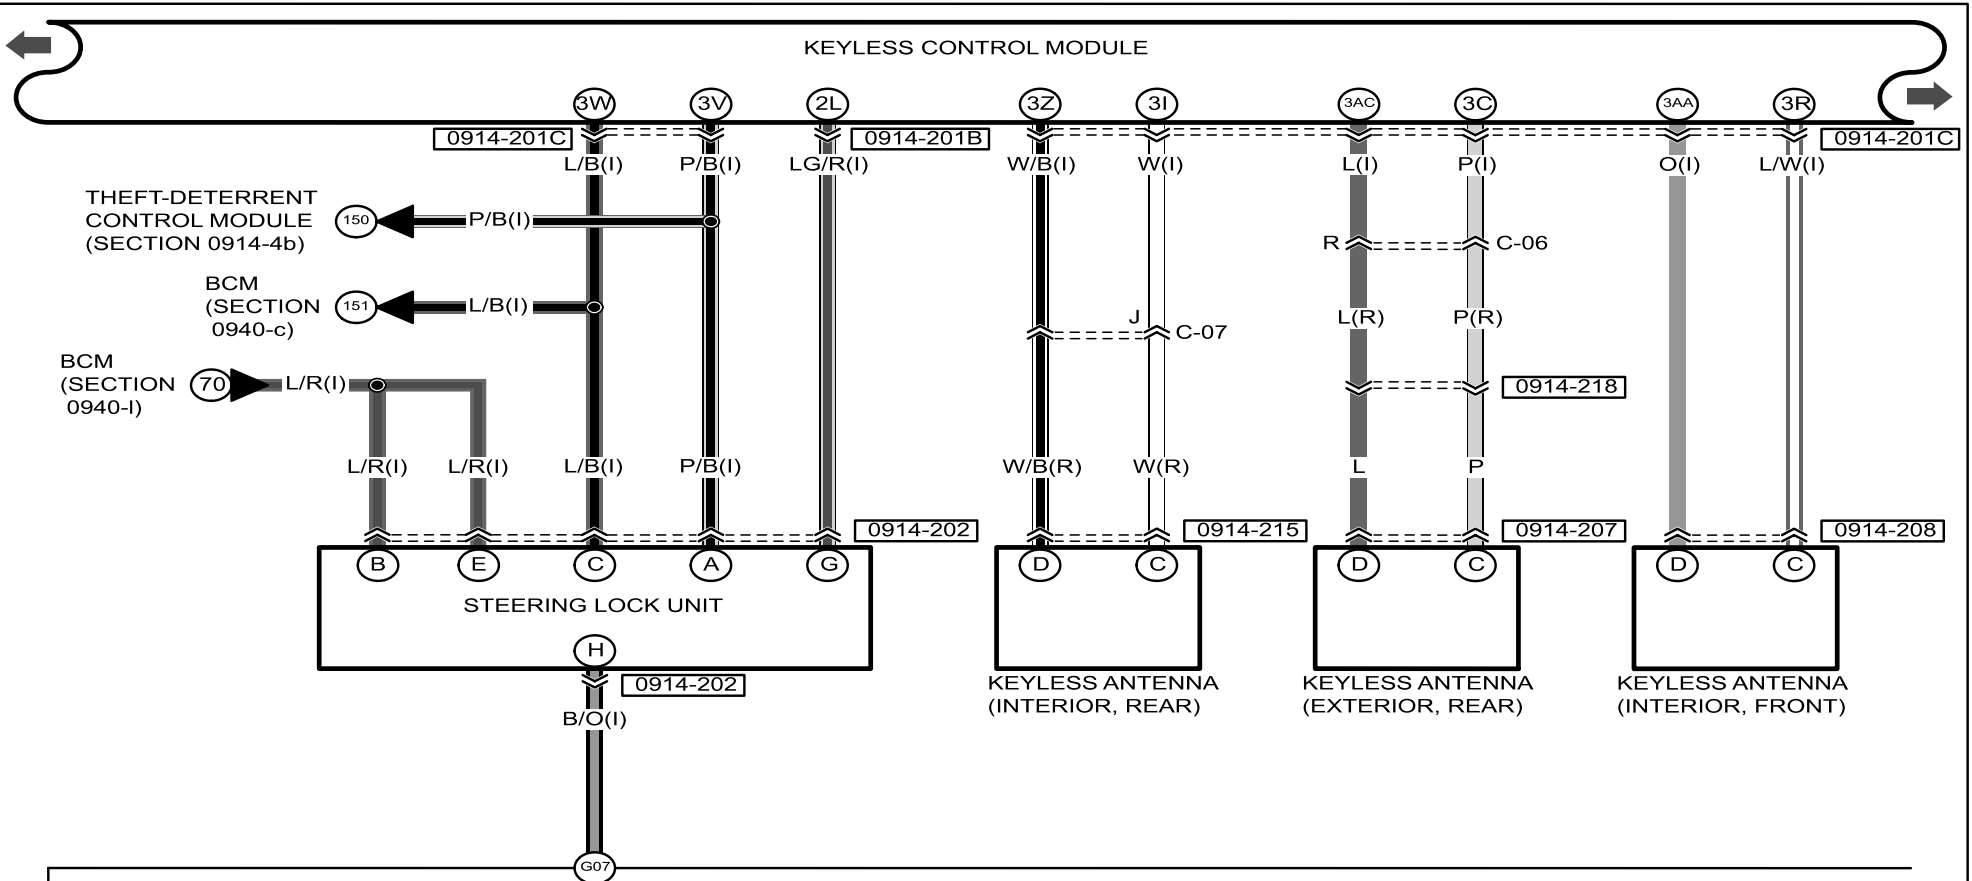 KEYLESS CONTROL MODULE
3W 3V 2L 3Z 3I 3AC 3C 3AA 3R
0914-201C 0914-201B 0914-201C
L/B(I) P/B(I) LG/R(I) W/B(I) W(I) L(I) P(I) O(I) L/W(I)
THEFT-DETERRENT
CONTROL MODULE
(SECTION 0914-4b)
150 P/B(I)
R C-06
BCM
(SECTION
0940-c)
151 L/B(I)
L(R) P(R)
J C-07
BCM
(SECTION
0940-I)
70 L/R(I)
0914-218
L/R(I) L/R(I) L/B(I) P/B(I) W/B(R) W(R) L P
0914-202 0914-215 0914-207 0914-208
B E C A G D C D C D C
STEERING LOCK UNIT
H
0914-202
KEYLESS ANTENNA
(INTERIOR, REAR)
KEYLESS ANTENNA
(EXTERIOR, REAR)
KEYLESS ANTENNA
(INTERIOR, FRONT)
B/O(I)
G07